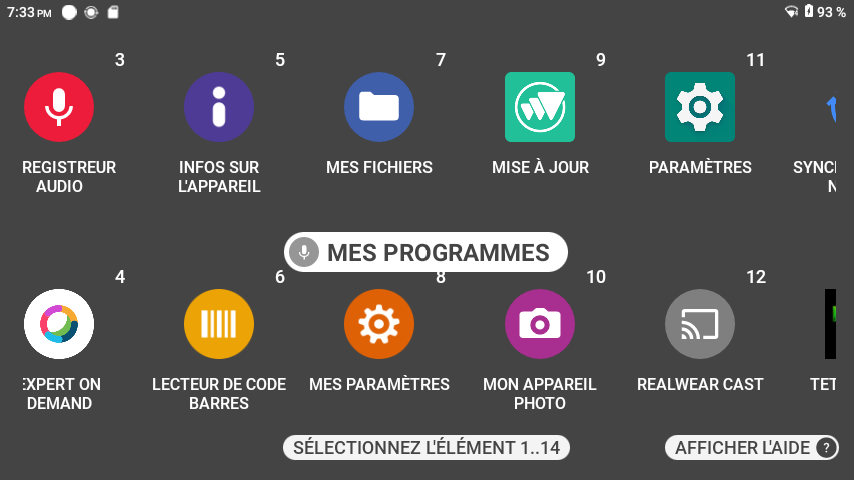 7:33 PM
93 %
3
5
7
9
11
REGISTREUR
AUDIO
INFOS SUR
L'APPAREIL
MES FICHIERS
MISE À JOUR
PARAMÈTRES
MES PROGRAMMES
4
6
8
10
12
EXPERT ON
DEMAND
LECTEUR DE CODE
BARRES
MES PARAMÈTRES
MON APPAREIL
PHOTO
REALWEAR CAST
SÉLECTIONNEZ L'ÉLÉMENT 1..14
AFFICHER L'AIDE ?